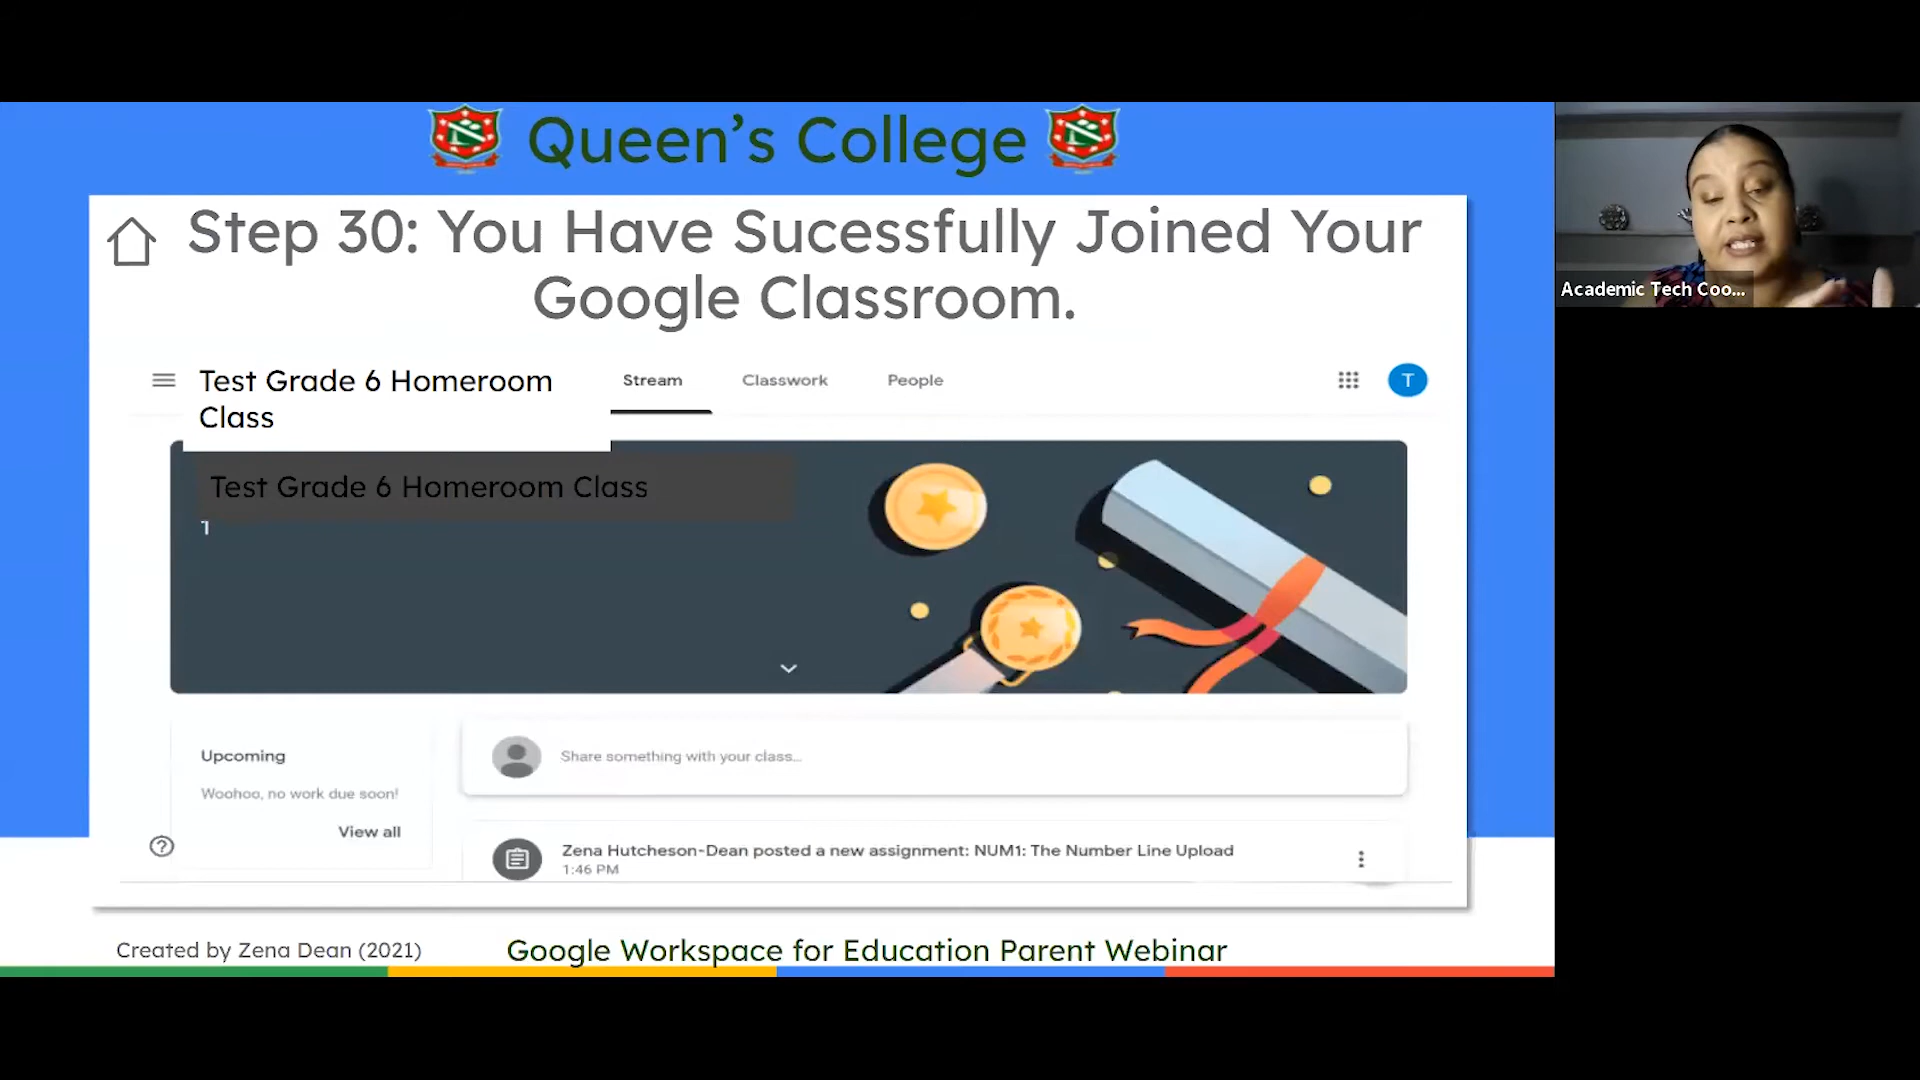 Queen's College
Step 30: You Have Sucessfully Joined Your
Google Classroom.
Test Grade 6 Homeroom
Class
Stream
Classwork
People
T
Test Grade 6 Homeroom Class
1
Upcoming
Woohoo, no work due soon!
View all
Share something with your class...
Zena Hutcheson-Dean posted a new assignment: NUM1: The Number Line Upload
1:46 PM
Created by Zena Dean (2021)
Google Workspace for Education Parent Webinar
Academic Tech Coo...